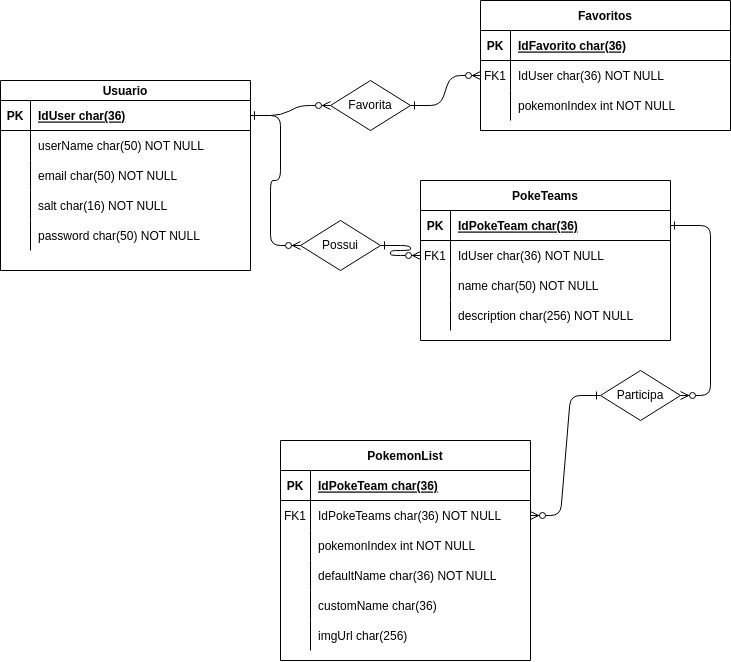 Favoritos
PK IdFavorito char(36)
FK1 IdUser char(36) NOT NULL
pokemonIndex int NOT NULL
Favorita
Usuario
PK IdUser char(36)
userName char(50) NOT NULL
email char(50) NOT NULL
salt char(16) NOT NULL
password char(50) NOT NULL
Possui
PokeTeams
PK IdPokeTeam char(36)
FK1 IdUser char(36) NOT NULL
name char(50) NOT NULL
description char(256) NOT NULL
Participa
PokemonList
PK IdPokeTeam char(36)
FK1 IdPokeTeams char(36) NOT NULL
pokemonIndex int NOT NULL
defaultName char(36) NOT NULL
customName char(36)
imgUrl char(256)